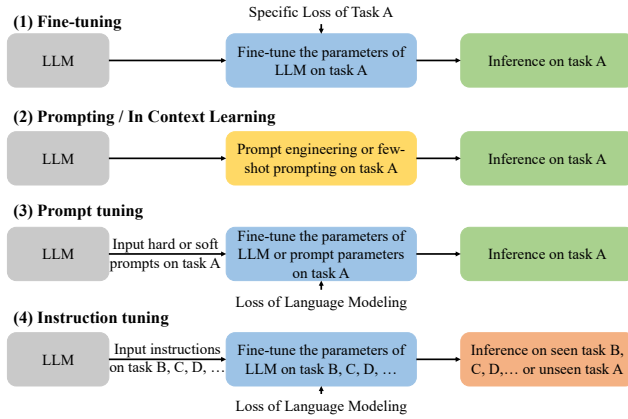 Specific Loss of Task A
(1) Fine-tuning
LLM
Fine-tune the parameters of
LLM on task A
Inference on task A
(2) Prompting / In Context Learning
LLM
Prompt engineering or few-
shot prompting on task A
Inference on task A
(3) Prompt tuning
LLM
Input hard or soft
prompts on task A
Fine-tune the parameters of
LLM or prompt parameters
on task A
Inference on task A
Loss of Language Modeling
(4) Instruction tuning
LLM
Input instructions
on task B, C, D, …
Fine-tune the parameters of
LLM on task B, C, D, …
Inference on seen task B,
C, D,… or unseen task A
Loss of Language Modeling